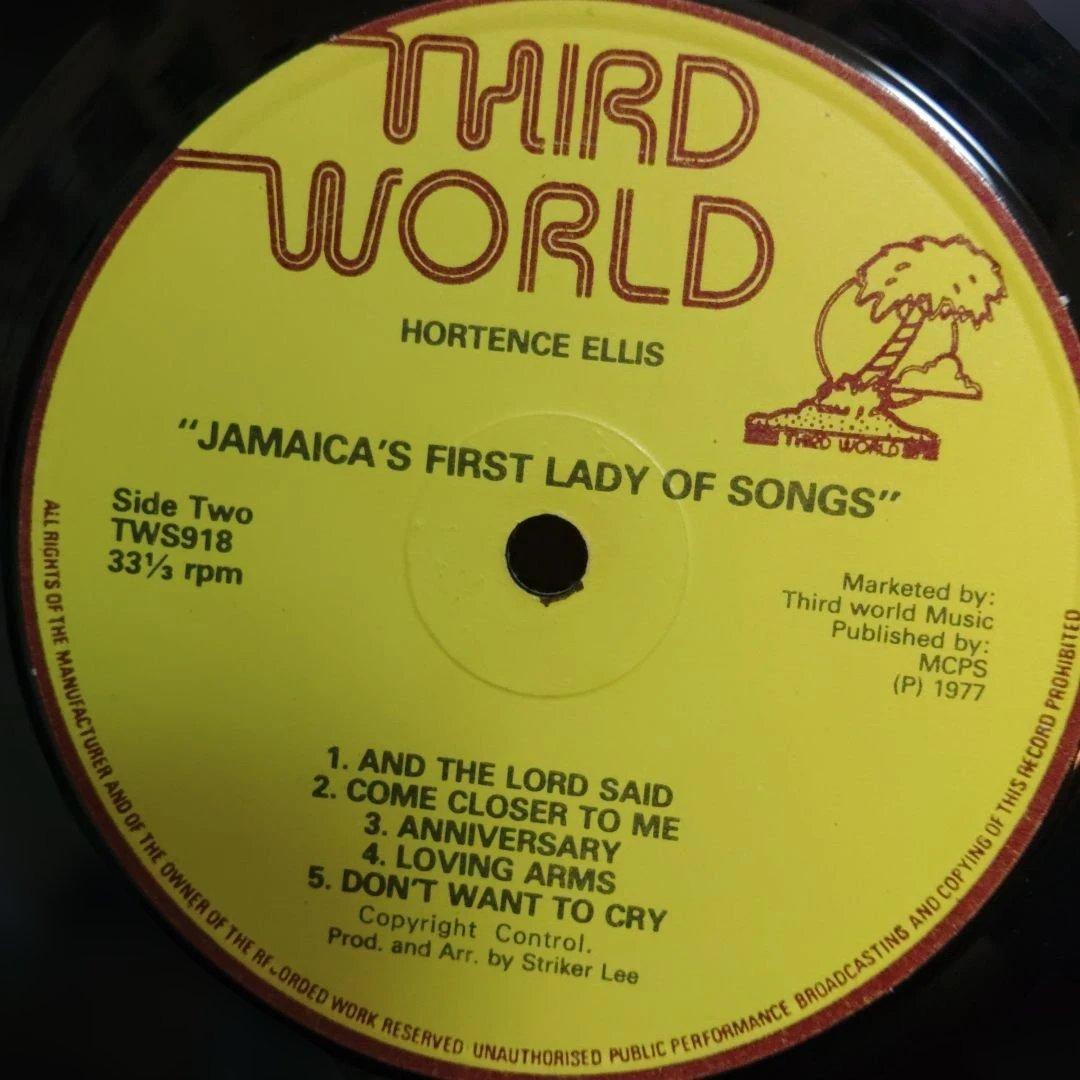 THIRD
WORLD
HORTENCE ELLIS
THIRD WORLD
"JAMAICA'S FIRST LADY OF SONGS"
Side Two
TWS918
33⅓ rpm
Marketed by:
Third world Music
Published by:
MCPS
(P) 1977
1. AND THE LORD SAID
2. COME CLOSER TO ME
3. ANNIVERSARY
4. LOVING ARMS
5. DON'T WANT TO CRY
Copyright Control.
Prod. and Arr. by Striker Lee
ALL RIGHTS OF THE MANUFACTURER AND OF THE OWNER OF THE RECORDED WORK RESERVED UNAUTHORISED PUBLIC PERFORMANCE BROADCASTING AND COPYING OF THIS RECORD PROHIBITED